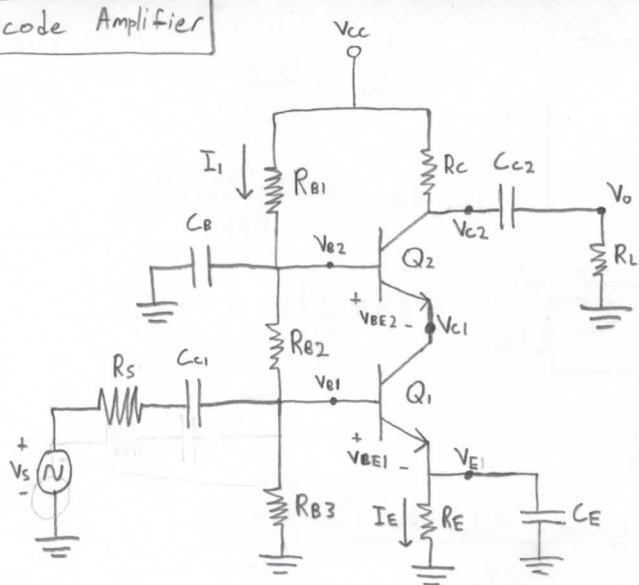 code Amplifier
Vcc
I1
RB1
Rc
Cc2
Vo
CB
VB2
Q2
Vc2
RL
+ VBE2 -
Vc1
RB2
Rs
Cc1
VB1
Q1
+
Vs
-
+ VBE1 -
VE1
RB3
IE
RE
CE